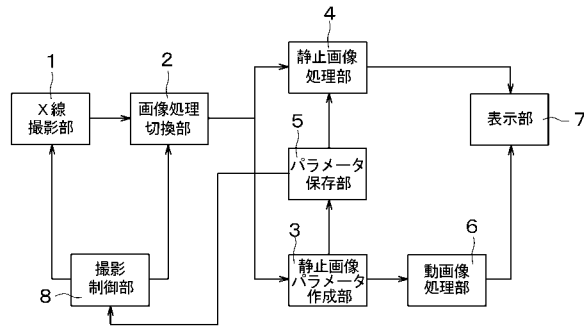 4
静止画像
処理部
1
X線
撮影部
2
画像処理
切換部
表示部
7
5
パラメータ
保存部
3
静止画像
パラメータ
作成部
6
動画像
処理部
撮影
制御部
8